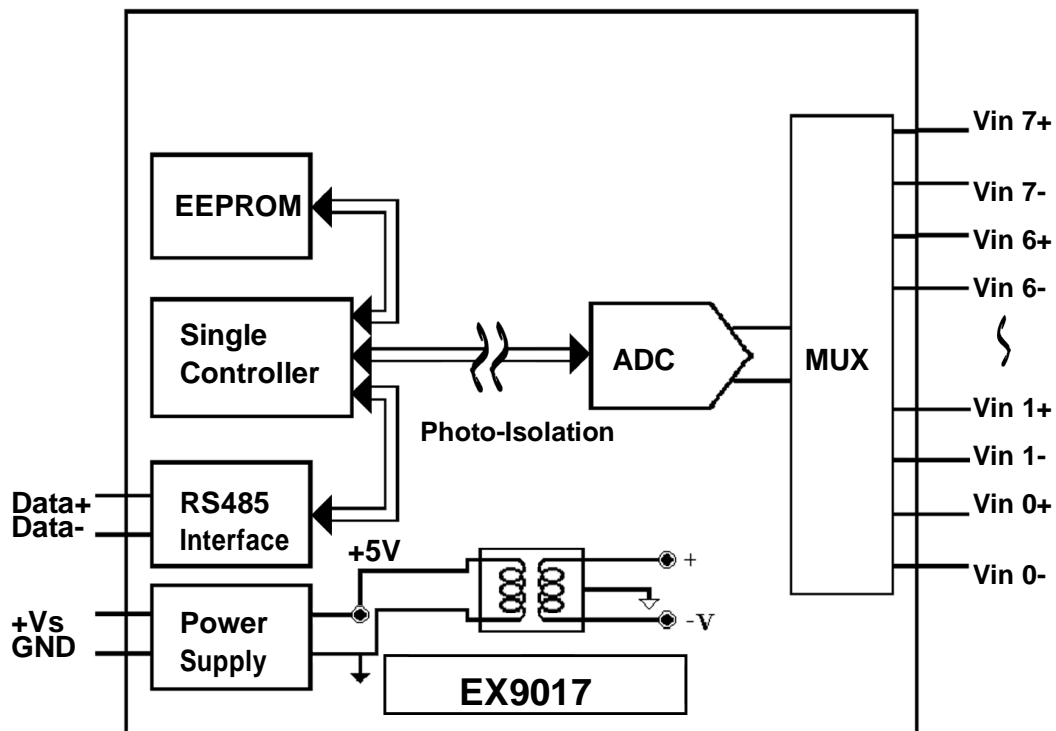 Vin 7+
Vin 7-
EEPROM
Vin 6+
Vin 6-
Single
Controller
ADC
MUX
Photo-Isolation
Vin 1+
Vin 1-
Data+
Data-
RS485
Interface
Vin 0+
+5V
+
Vin 0-
+Vs
GND
Power
Supply
-V
EX9017